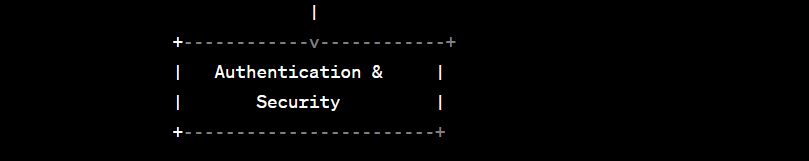 |
+------------v------------+
|   Authentication &     |
|       Security         |
+------------------------+